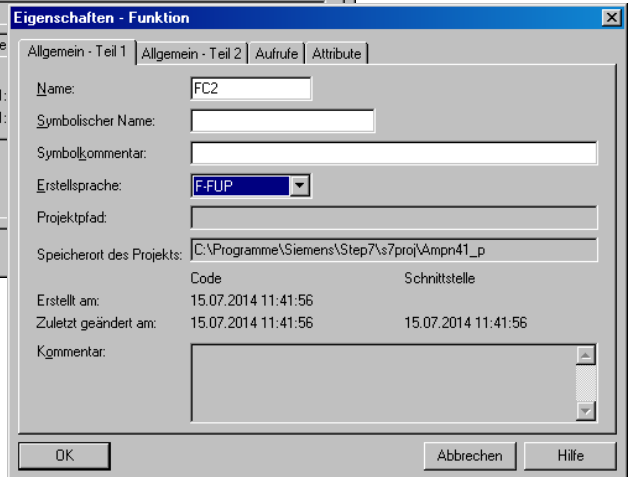 Eigenschaften - Funktion
Allgemein - Teil 1 Allgemein - Teil 2 Aufrufe Attribute
Name: FC2
Symbolischer Name:
Symbolkommentar:
Erstellsprache: F-FUP
Projektpfad:
Speicherort des Projekts: C:\Programme\Siemens\Step7\s7proj\Ampn41_p
Code Schnittstelle
Erstellt am: 15.07.2014 11:41:56
Zuletzt geändert am: 15.07.2014 11:41:56 15.07.2014 11:41:56
Kommentar:
OK Abbrechen Hilfe